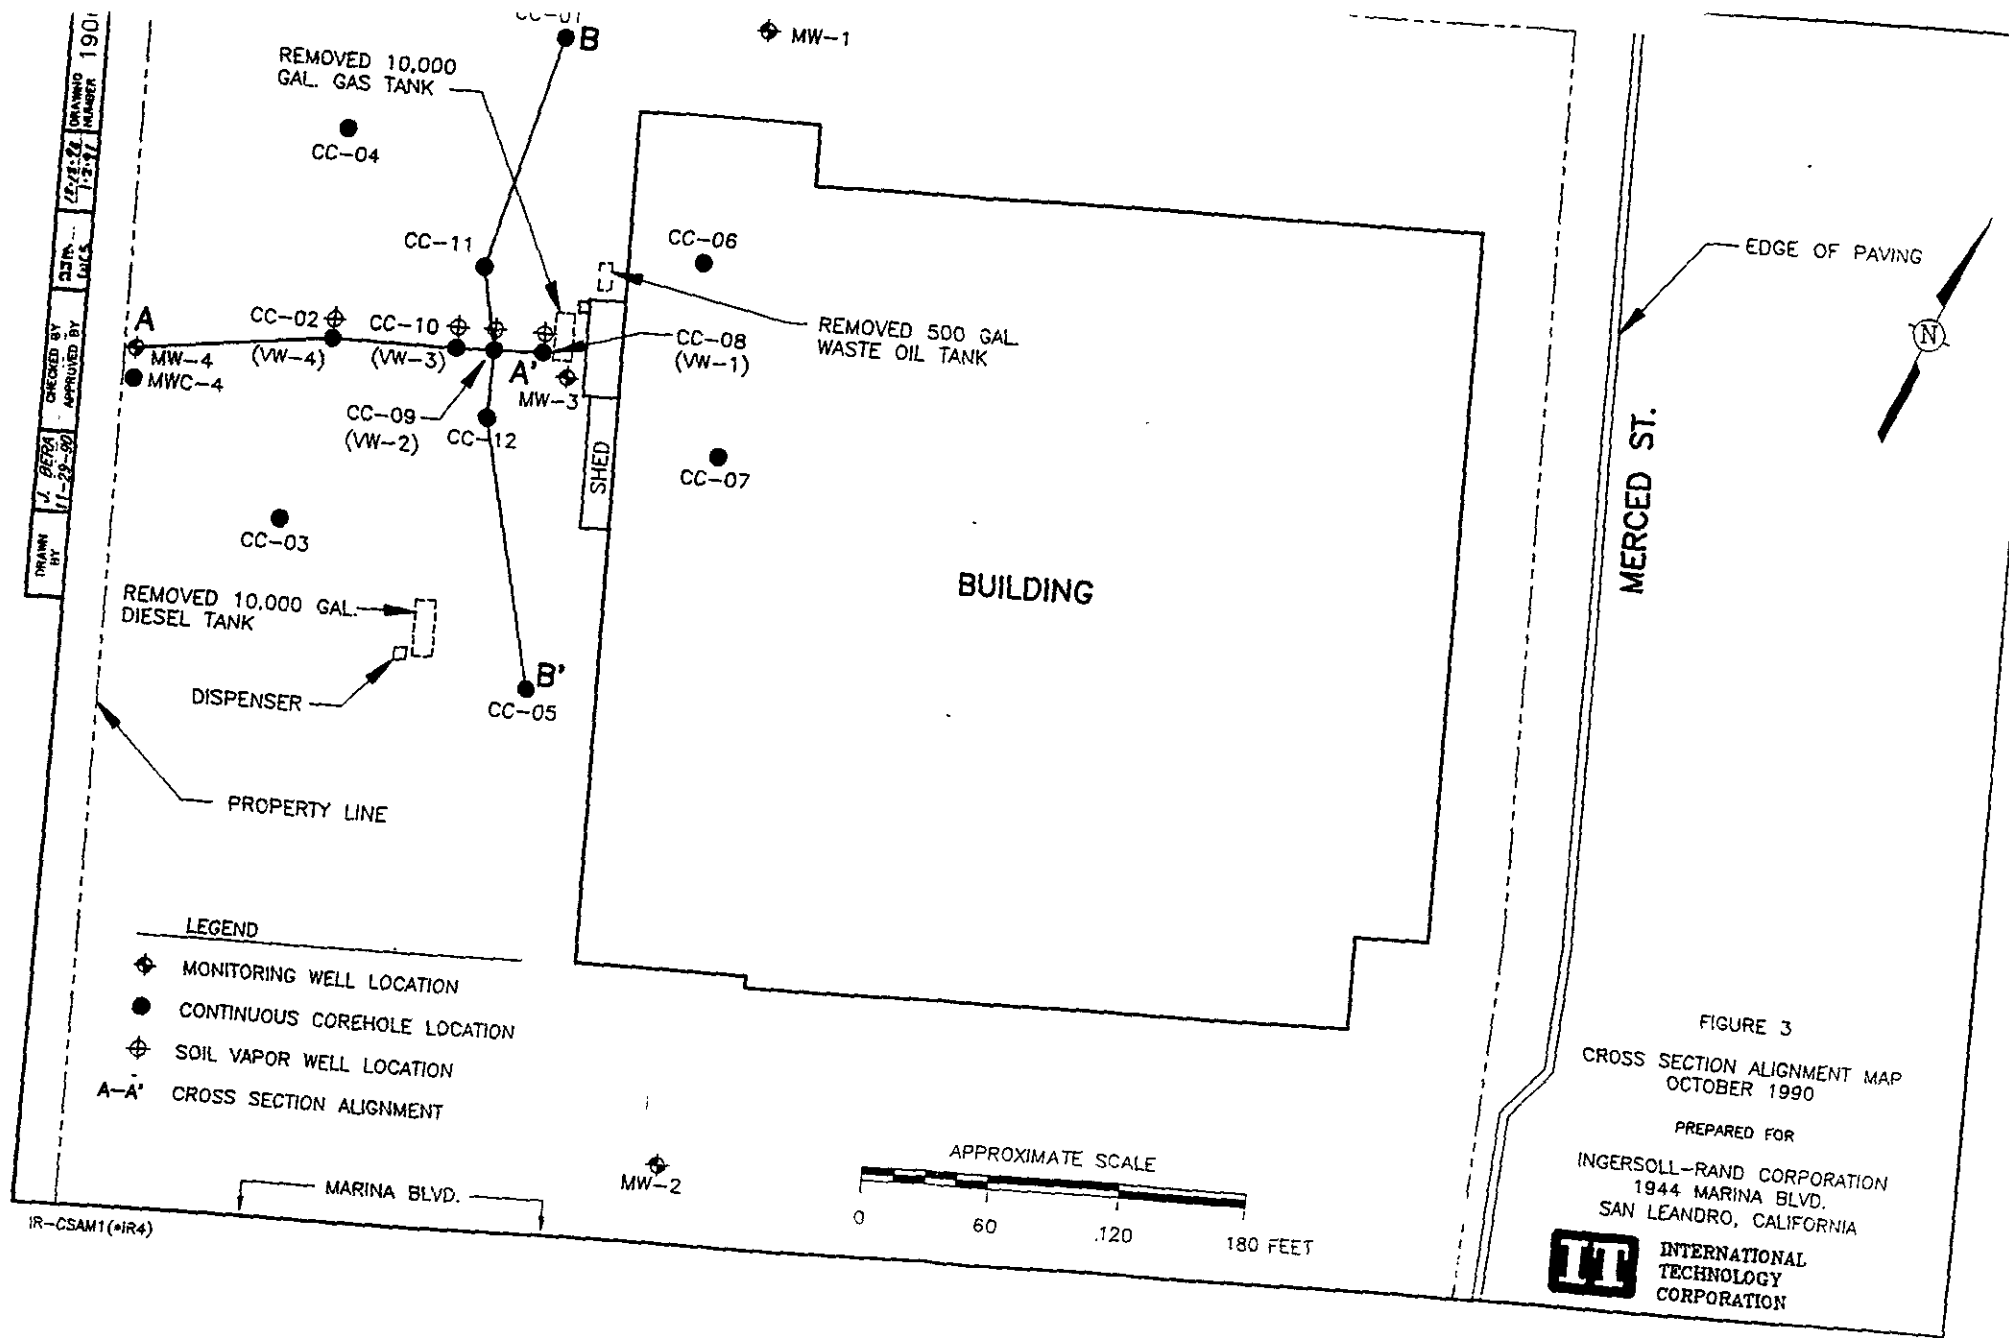 CC-01
B
MW-1
REMOVED 10,000
GAL. GAS TANK
CC-04
CC-11
CC-06
EDGE OF PAVING
N
A
CC-02
(VW-4)
CC-10
(VW-3)
MW-4
MWC-4
A'
MW-3
CC-08
(VW-1)
REMOVED 500 GAL.
WASTE OIL TANK
CC-09
(VW-2)
CC-12
SHED
CC-07
CC-03
MERCED ST.
BUILDING
REMOVED 10,000 GAL.
DIESEL TANK
DISPENSER
B'
CC-05
PROPERTY LINE
LEGEND
MONITORING WELL LOCATION
CONTINUOUS COREHOLE LOCATION
SOIL VAPOR WELL LOCATION
A-A' CROSS SECTION ALIGNMENT
MARINA BLVD.
MW-2
APPROXIMATE SCALE
0 60 120 180 FEET
IR-CSAM1(*IR4)
FIGURE 3
CROSS SECTION ALIGNMENT MAP
OCTOBER 1990
PREPARED FOR
INGERSOLL-RAND CORPORATION
1944 MARINA BLVD.
SAN LEANDRO, CALIFORNIA
IT
INTERNATIONAL
TECHNOLOGY
CORPORATION
DRAWN
BY
J. BERA
11-29-90
CHECKED BY
APPROVED BY
DRAWING
NUMBER
190